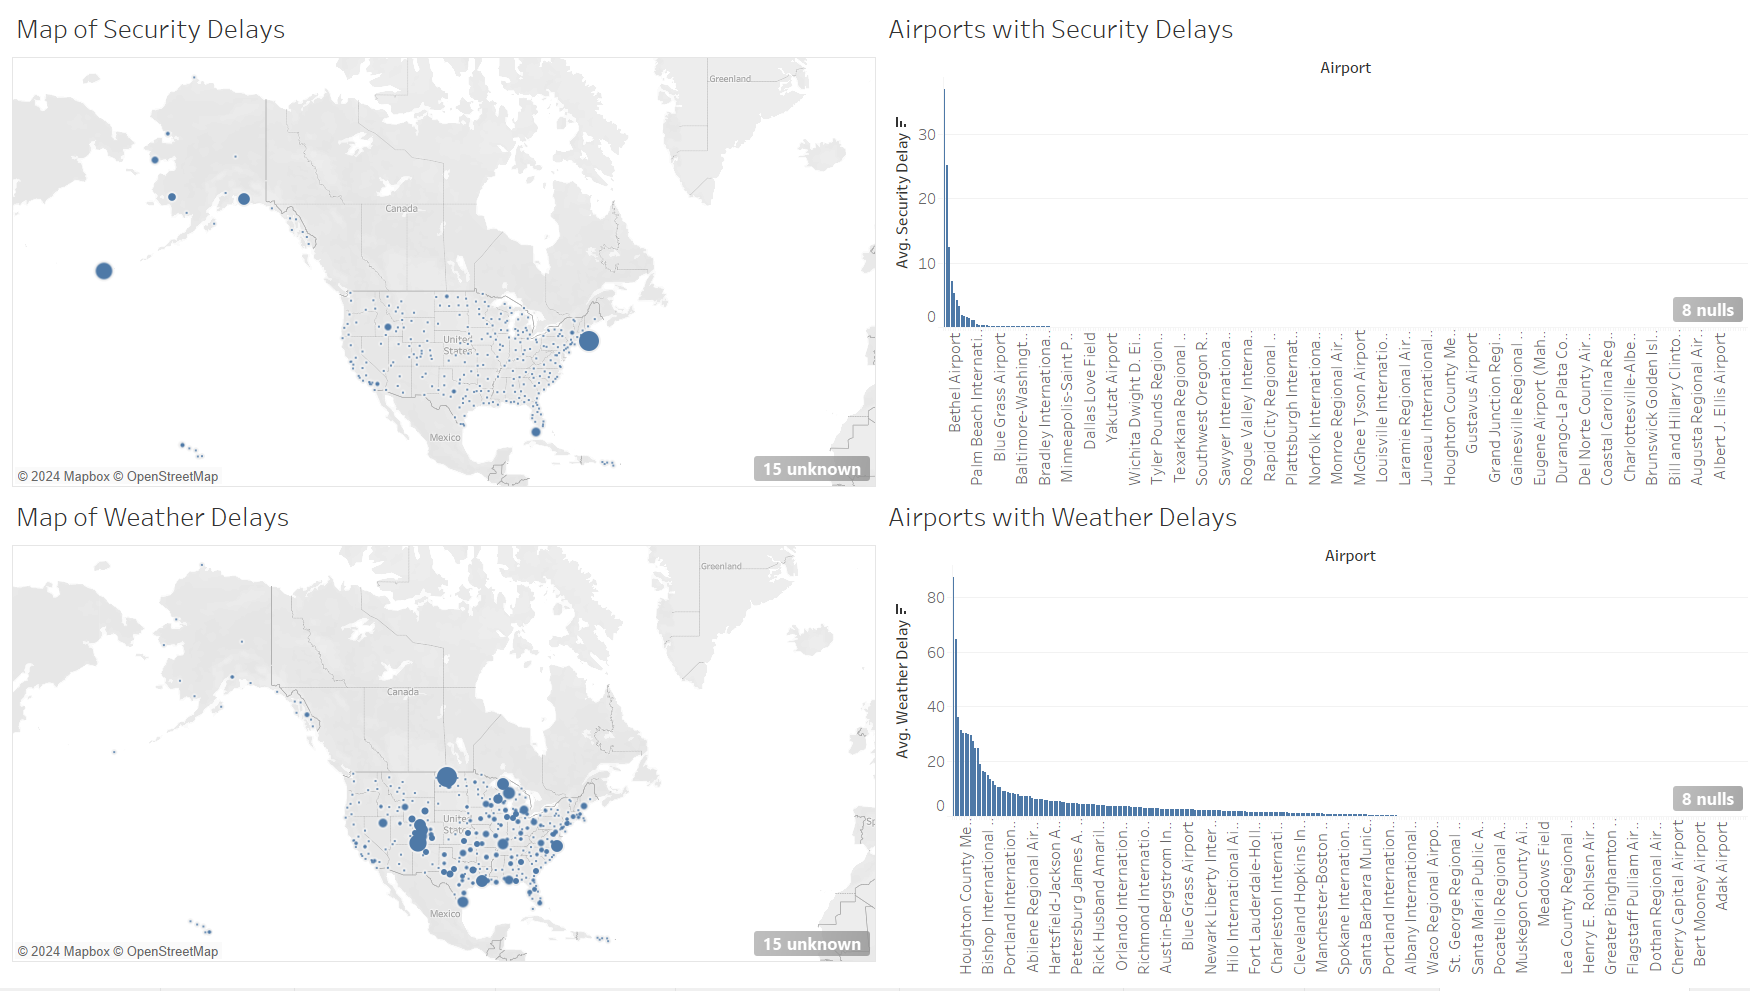 Map of Security Delays
Greenland
Canada
United
States
Mexico
© 2024 Mapbox © OpenStreetMap
15 unknown
Airports with Security Delays
Airport
Avg. Security Delay
30
20
10
0
8 nulls
Bethel Airport
Palm Beach Internati..
Blue Grass Airport
Baltimore-Washingt..
Bradley Internationa..
Minneapolis-Saint P..
Dallas Love Field
Yakutat Airport
Wichita Dwight D. Ei..
Tyler Pounds Region..
Texarkana Regional ..
Southwest Oregon R..
Sawyer Internationa..
Rogue Valley Interna..
Rapid City Regional ..
Plattsburgh Internat..
Norfolk Internationa..
Monroe Regional Air..
McGhee Tyson Airport
Louisville Internatio..
Laramie Regional Air..
Juneau International..
Houghton County Me..
Gustavus Airport
Grand Junction Regi..
Gainesville Regional ..
Eugene Airport (Mah..
Durango-La Plata Co..
Del Norte County Air..
Coastal Carolina Reg..
Charlottesville-Albe..
Brunswick Golden Isl..
Bill and Hillary Clinto..
Augusta Regional Air..
Albert J. Ellis Airport
Map of Weather Delays
Greenland
Canada
United
States
Mexico
Sp
© 2024 Mapbox © OpenStreetMap
15 unknown
Airports with Weather Delays
Airport
Avg. Weather Delay
80
60
40
20
0
8 nulls
Houghton County Me..
Bishop International ..
Portland Internation..
Abilene Regional Air..
Hartsfield-Jackson A..
Petersburg James A..
Rick Husband Amaril..
Orlando Internation..
Richmond Internatio..
Austin-Bergstrom In..
Blue Grass Airport
Newark Liberty Inter..
Hilo International Ai..
Fort Lauderdale-Holl..
Charleston Internati..
Cleveland Hopkins In..
Manchester-Boston ..
Spokane Internation..
Santa Barbara Munic..
Portland Internation..
Albany International..
Waco Regional Airpo..
St. George Regional ..
Santa Maria Public A..
Pocatello Regional A..
Muskegon County Ai..
Meadows Field
Lea County Regional ..
Henry E. Rohlsen Air..
Greater Binghamton ..
Flagstaff Pulliam Air..
Dothan Regional Air..
Cherry Capital Airport
Bert Mooney Airport
Adak Airport